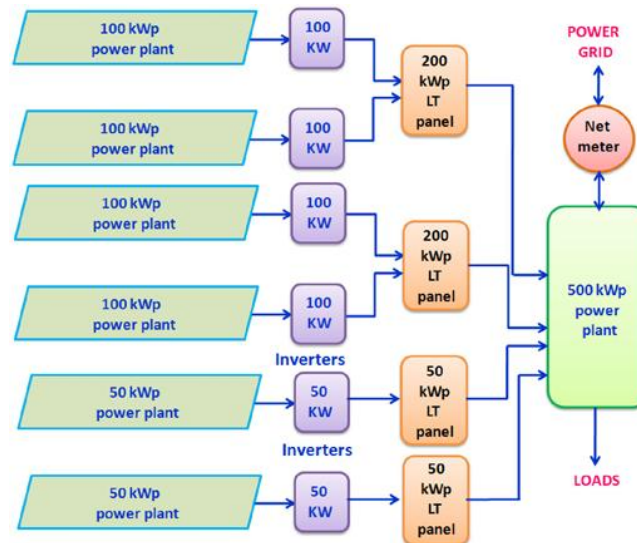 100 kWp
power plant
100
KW
200
kWp
LT
panel
POWER
GRID
Net
meter
100 kWp
power plant
100
KW
100 kWp
power plant
100
KW
200
kWp
LT
panel
500 kWp
power
plant
100 kWp
power plant
100
KW
Inverters
50 kWp
power plant
50
KW
50
kWp
LT
panel
Inverters
50 kWp
power plant
50
KW
50
kWp
LT
panel
LOADS